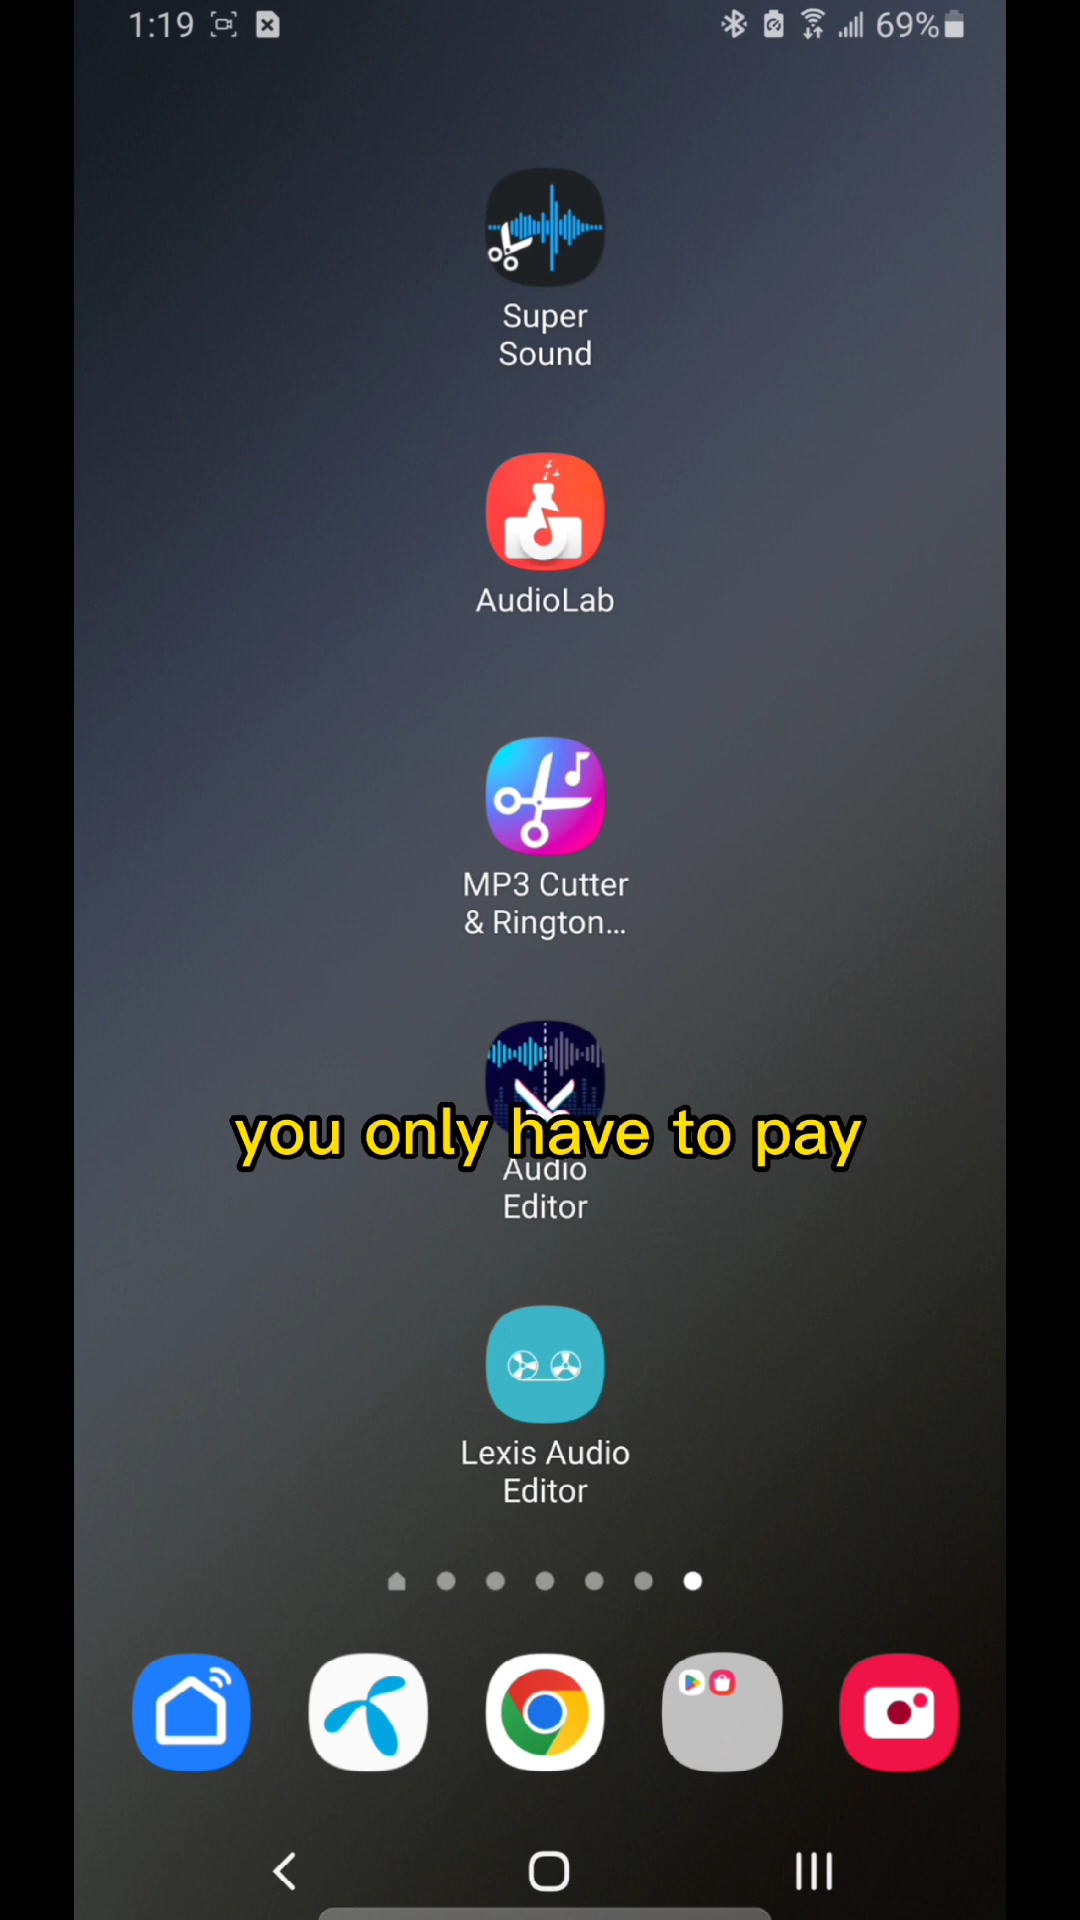 1:19
69%
Super
Sound
AudioLab
MP3 Cutter
& Rington...
you only have to pay
Audio
Editor
Lexis Audio
Editor